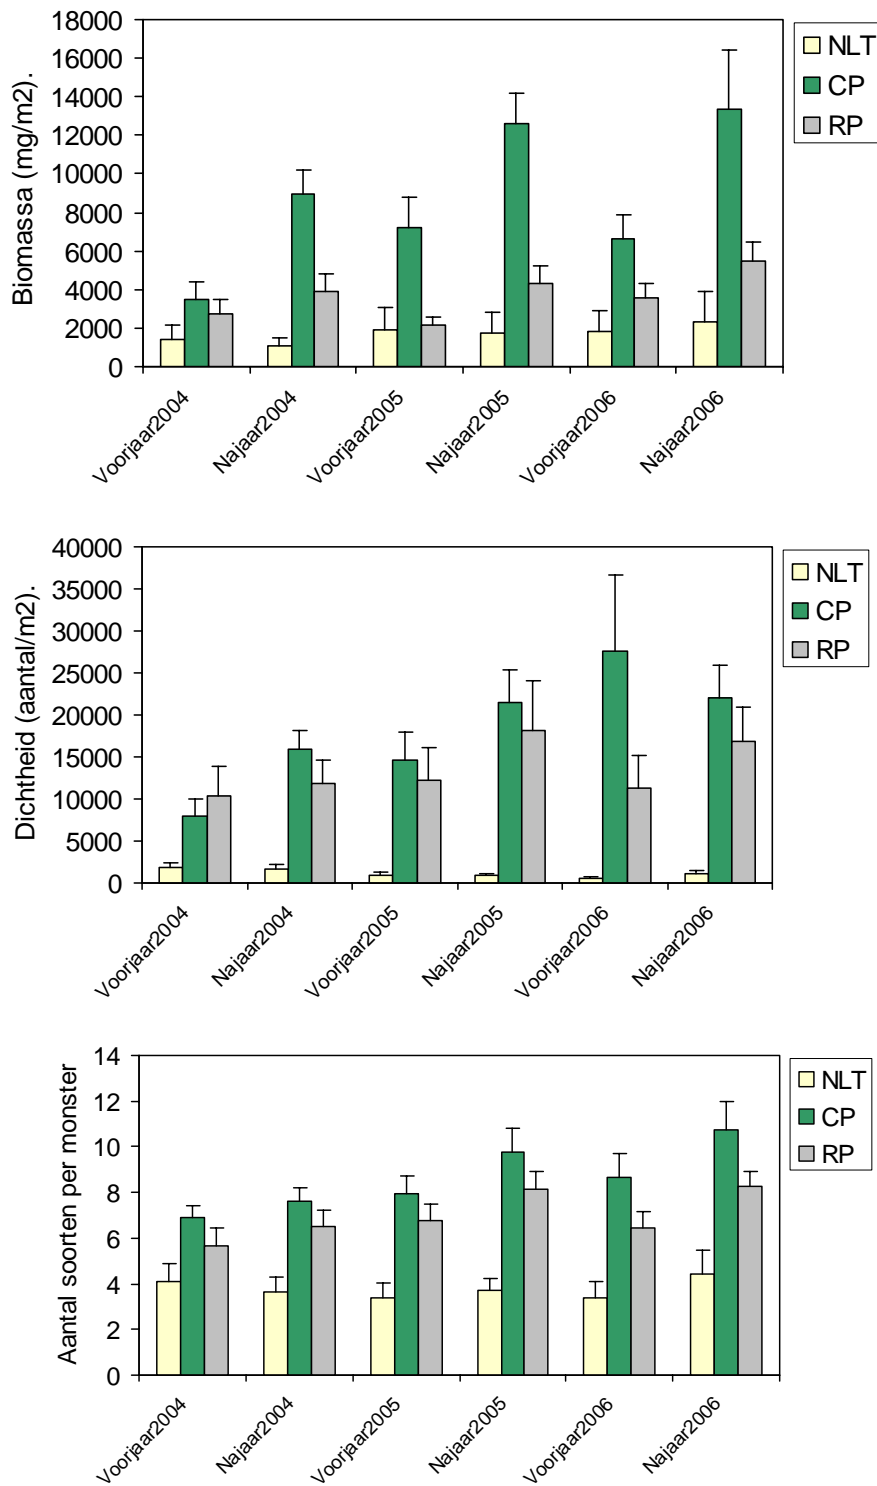 18000
16000
14000
12000
10000
8000
6000
4000
2000
0
Biomassa (mg/m2).
Voorjaar2004
Najaar2004
Voorjaar2005
Najaar2005
Voorjaar2006
Najaar2006
NLT
CP
RP
40000
35000
30000
25000
20000
15000
10000
5000
0
Dichtheid (aantal/m2).
Voorjaar2004
Najaar2004
Voorjaar2005
Najaar2005
Voorjaar2006
Najaar2006
NLT
CP
RP
14
12
10
8
6
4
2
0
Aantal soorten per monster
Voorjaar2004
Najaar2004
Voorjaar2005
Najaar2005
Voorjaar2006
Najaar2006
NLT
CP
RP